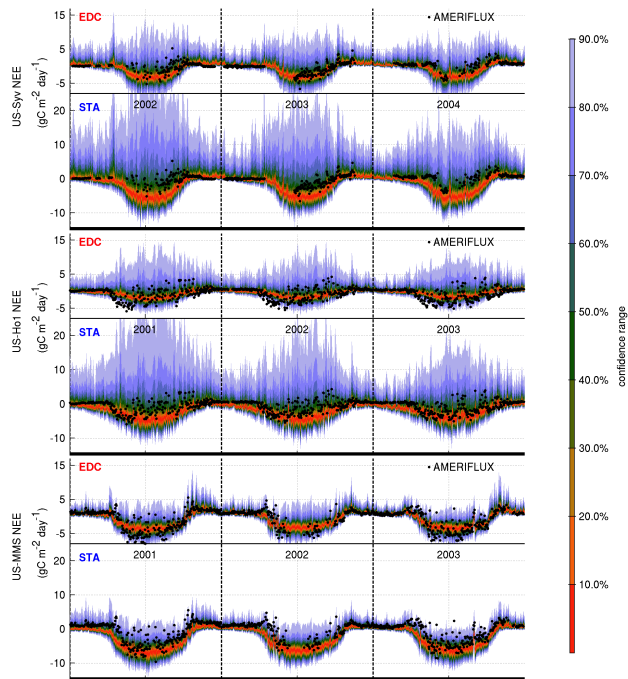 15
EDC
• AMERIFLUX
5
-5
US-Syv NEE
(gC m⁻² day⁻¹)
STA
2002
2003
2004
20
10
0
-10
15
EDC
• AMERIFLUX
5
-5
US-Ho1 NEE
(gC m⁻² day⁻¹)
STA
2001
2002
2003
20
10
0
-10
15
EDC
• AMERIFLUX
5
-5
US-MMS NEE
(gC m⁻² day⁻¹)
STA
2001
2002
2003
20
10
0
-10
90.0%
80.0%
70.0%
60.0%
50.0%
40.0%
30.0%
20.0%
10.0%
confidence range